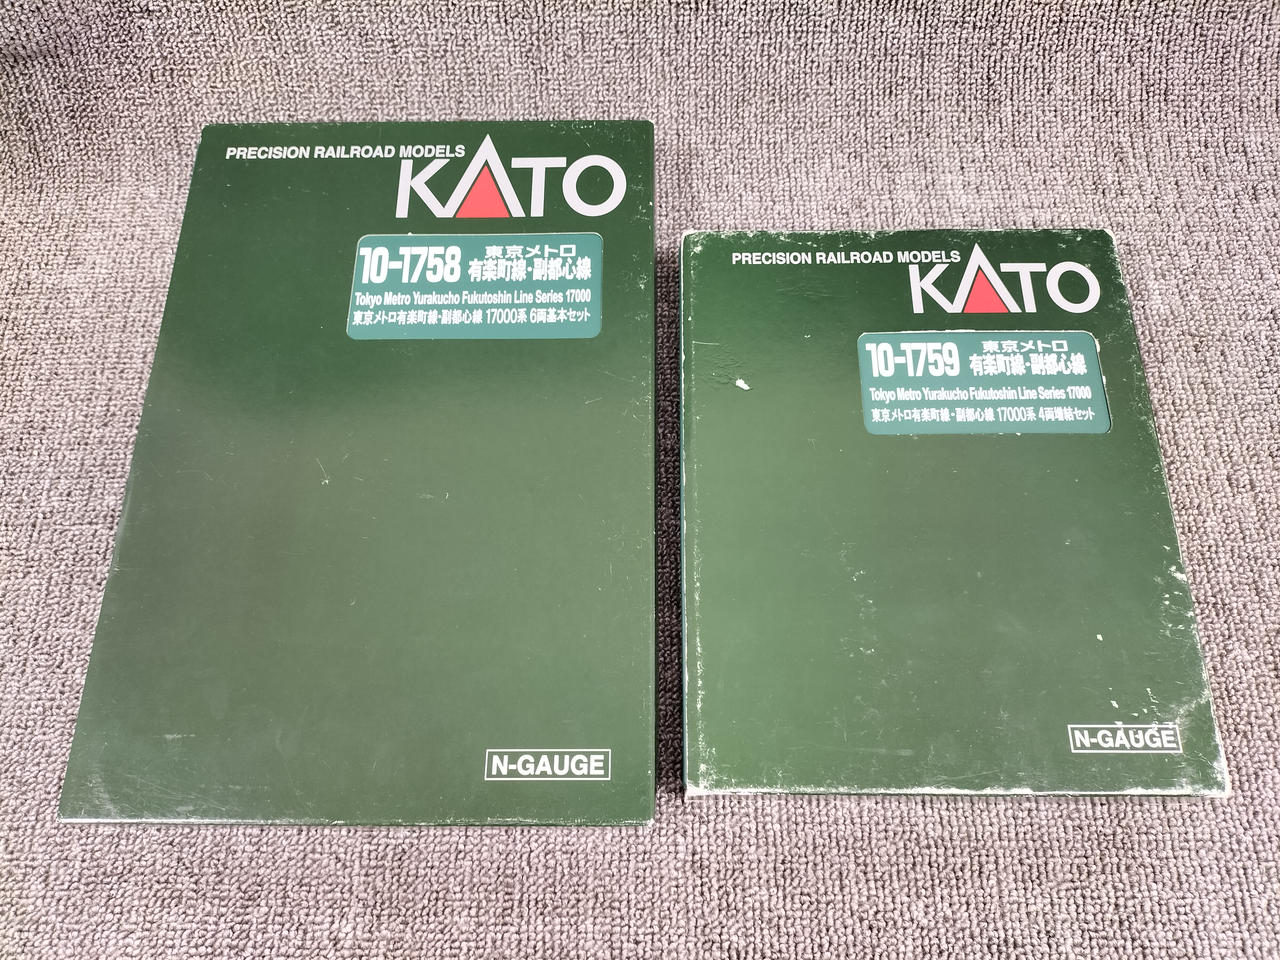 PRECISION RAILROAD MODELS
KATO
10-1758
東京メトロ
有楽町線・副都心線
Tokyo Metro Yurakucho Fukutoshin Line Series 17000
東京メトロ有楽町線・副都心線 17000系 6両基本セット
N-GAUGE
PRECISION RAILROAD MODELS
KATO
10-1759
東京メトロ
有楽町線・副都心線
Tokyo Metro Yurakucho Fukutoshin Line Series 17000
東京メトロ有楽町線・副都心線 17000系 4両増結セット
N-GAUGE